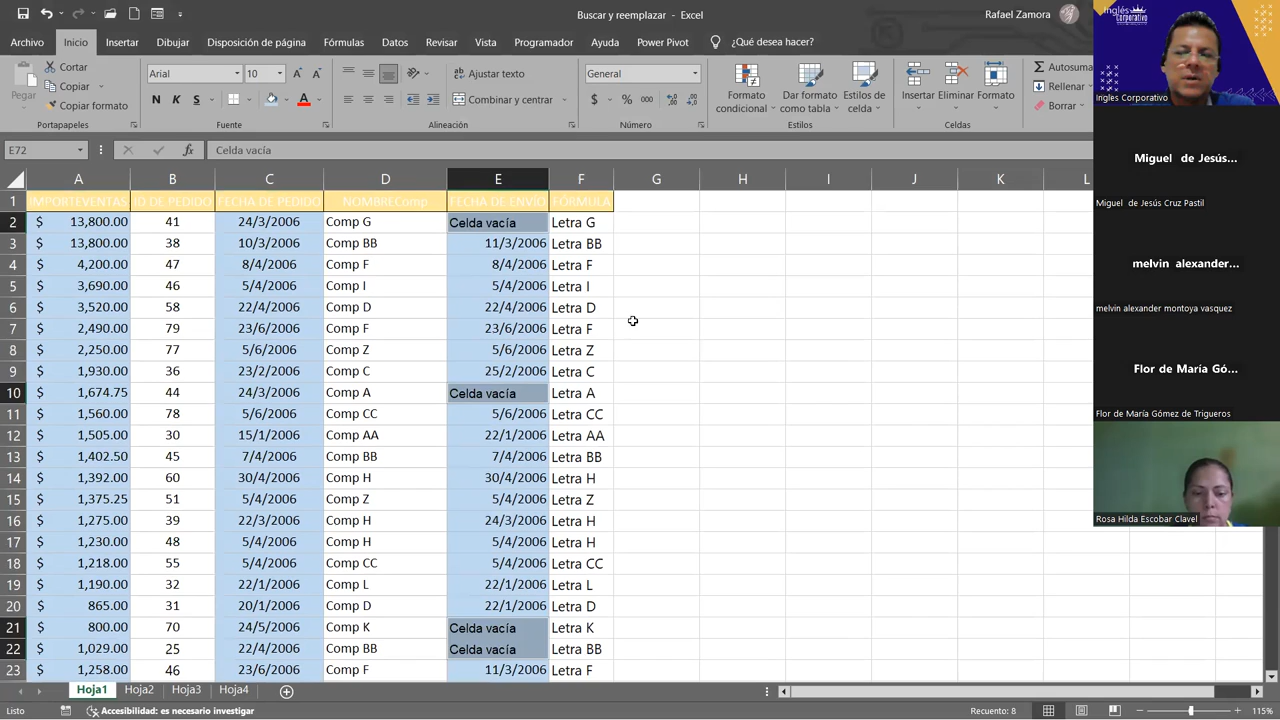 Buscar y reemplazar - Excel
Rafael Zamora
Archivo Inicio Insertar Dibujar Disposición de página Fórmulas Datos Revisar Vista Programador Ayuda Power Pivot ¿Qué desea hacer?
Pegar
Cortar
Copiar
Copiar formato
Portapapeles
Arial 10
N K S
Fuente
Ajustar texto
Combinar y centrar
Alineación
General
$ % 000
Número
Formato condicional
Dar formato como tabla
Estilos de celda
Estilos
Insertar Eliminar Formato
Celdas
Autosuma
Rellenar
Borrar
E72 fx Celda vacía
A B C D E F G H I J K L
1 IMPORTEVENTAS ID DE PEDIDO FECHA DE PEDIDO NOMBREComp FECHA DE ENVÍO FÓRMULA
2 $ 13,800.00 41 24/3/2006 Comp G Celda vacía Letra G
3 $ 13,800.00 38 10/3/2006 Comp BB 11/3/2006 Letra BB
4 $ 4,200.00 47 8/4/2006 Comp F 8/4/2006 Letra F
5 $ 3,690.00 46 5/4/2006 Comp I 5/4/2006 Letra I
6 $ 3,520.00 58 22/4/2006 Comp D 22/4/2006 Letra D
7 $ 2,490.00 79 23/6/2006 Comp F 23/6/2006 Letra F
8 $ 2,250.00 77 5/6/2006 Comp Z 5/6/2006 Letra Z
9 $ 1,930.00 36 23/2/2006 Comp C 25/2/2006 Letra C
10 $ 1,674.75 44 24/3/2006 Comp A Celda vacía Letra A
11 $ 1,560.00 78 5/6/2006 Comp CC 5/6/2006 Letra CC
12 $ 1,505.00 30 15/1/2006 Comp AA 22/1/2006 Letra AA
13 $ 1,402.50 45 7/4/2006 Comp BB 7/4/2006 Letra BB
14 $ 1,392.00 60 30/4/2006 Comp H 30/4/2006 Letra H
15 $ 1,375.25 51 5/4/2006 Comp Z 5/4/2006 Letra Z
16 $ 1,275.00 39 22/3/2006 Comp H 24/3/2006 Letra H
17 $ 1,230.00 48 5/4/2006 Comp H 5/4/2006 Letra H
18 $ 1,218.00 55 5/4/2006 Comp CC 5/4/2006 Letra CC
19 $ 1,190.00 32 22/1/2006 Comp L 22/1/2006 Letra L
20 $ 865.00 31 20/1/2006 Comp D 22/1/2006 Letra D
21 $ 800.00 70 24/5/2006 Comp K Celda vacía Letra K
22 $ 1,029.00 25 22/4/2006 Comp BB Celda vacía Letra BB
23 $ 1,258.00 46 23/6/2006 Comp F 11/3/2006 Letra F
Hoja1 Hoja2 Hoja3 Hoja4
Listo Accesibilidad: es necesario investigar Recuento: 8 115%
Inglés
Corporativo
Ingles Corporativo
Miguel de Jesús...
Miguel de Jesús Cruz Pastil
melvin alexander...
melvin alexander montoya vasquez
Flor de María Gó...
Flor de María Gómez de Trigueros
Rosa Hilda Escobar Clavel